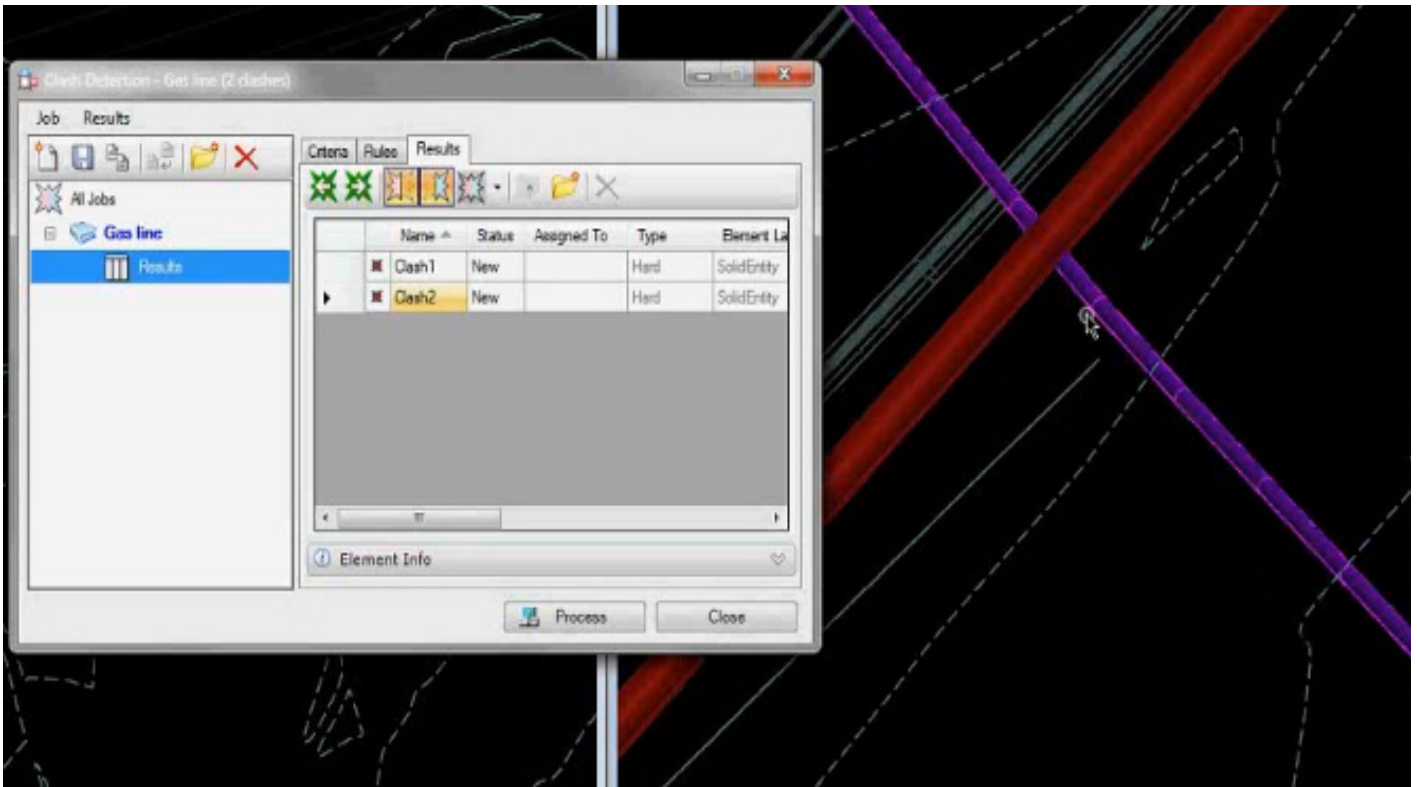 Clash Detection - Gas line (2 clashes)
Job Results
Criteria Rules Results
All Jobs
Gas line
Results
Name Status Assigned To Type Element La
Clash1 New Hard SolidEntity
Clash2 New Hard SolidEntity
Element Info
Process Close